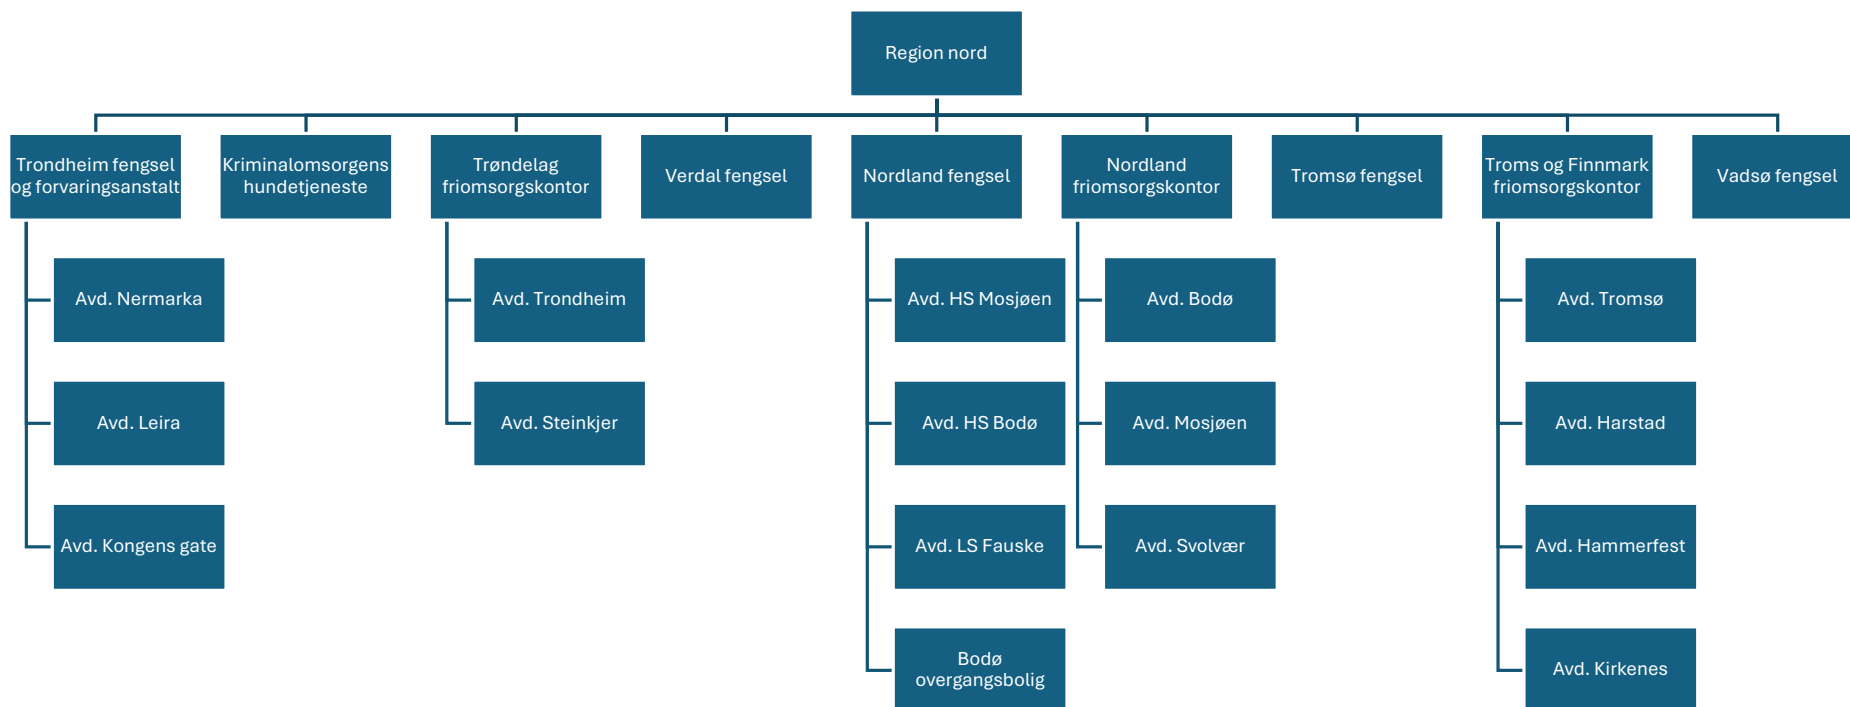 Region nord
Trondheim fengsel
og forvaringsanstalt
Kriminalomsorgens
hundetjeneste
Trøndelag
friomsorgskontor
Verdal fengsel
Nordland fengsel
Nordland
friomsorgskontor
Tromsø fengsel
Troms og Finnmark
friomsorgskontor
Vadsø fengsel
Avd. Nermarka
Avd. Leira
Avd. Kongens gate
Avd. Trondheim
Avd. Steinkjer
Avd. HS Mosjøen
Avd. HS Bodø
Avd. LS Fauske
Bodø
overgangsbolig
Avd. Bodø
Avd. Mosjøen
Avd. Svolvær
Avd. Tromsø
Avd. Harstad
Avd. Hammerfest
Avd. Kirkenes